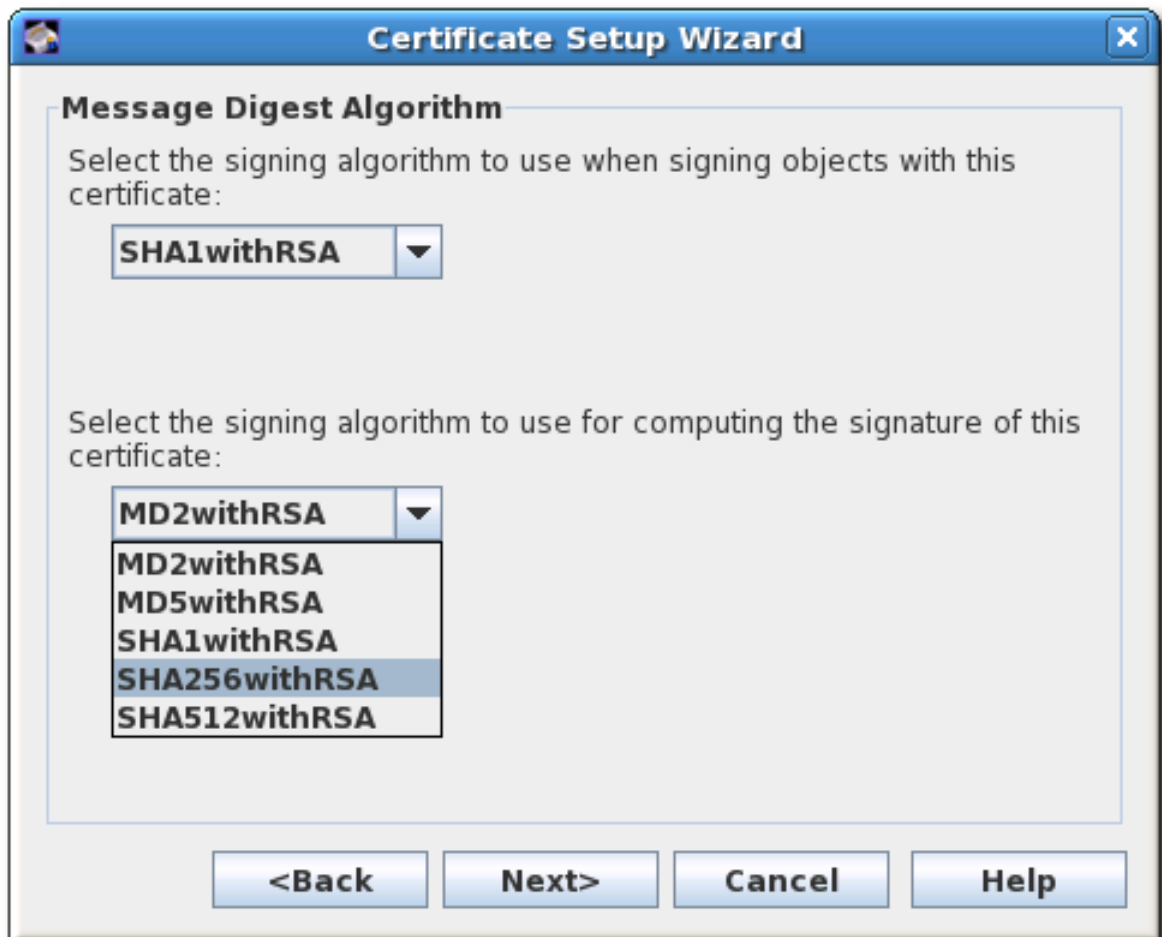 Certificate Setup Wizard
Message Digest Algorithm
Select the signing algorithm to use when signing objects with this
certificate:
SHA1withRSA
Select the signing algorithm to use for computing the signature of this
certificate:
MD2withRSA
MD2withRSA
MD5withRSA
SHA1withRSA
SHA256withRSA
SHA512withRSA
<Back Next> Cancel Help